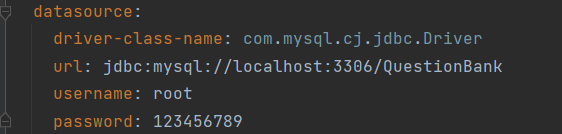 datasource:
driver-class-name: com.mysql.cj.jdbc.Driver
url: jdbc:mysql://localhost:3306/QuestionBank
username: root
password: 123456789